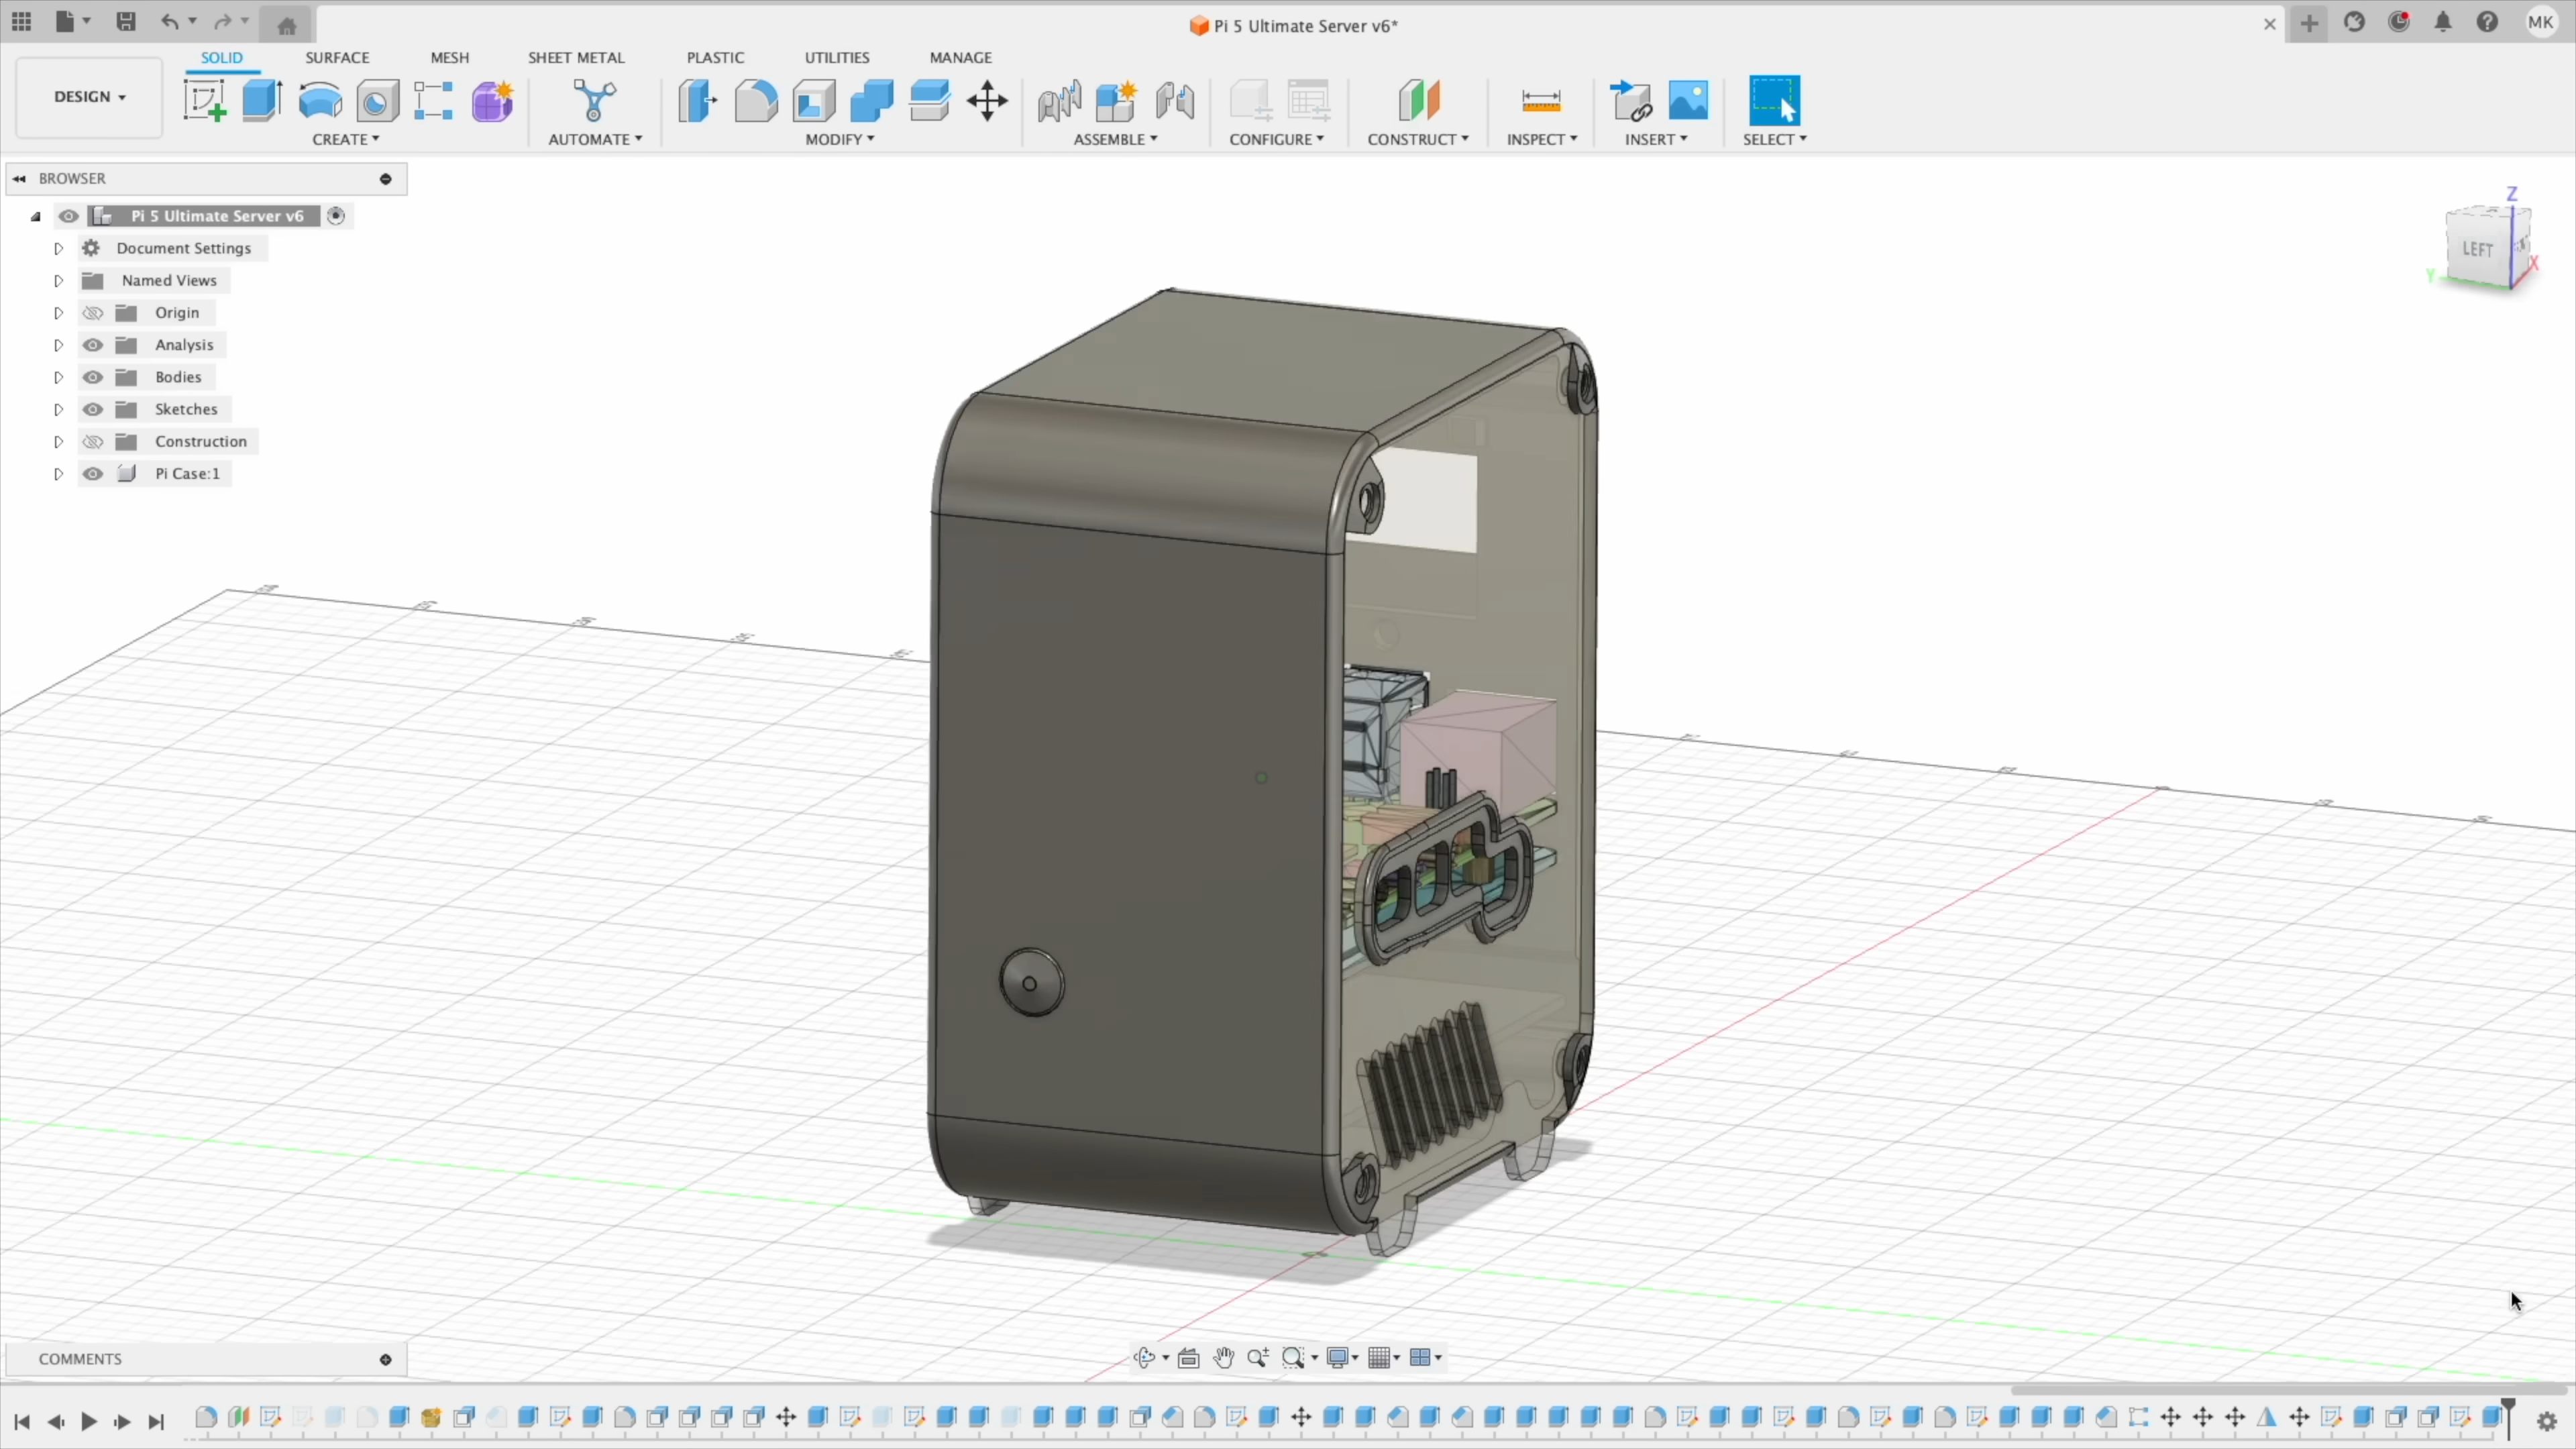 Pi 5 Ultimate Server v6*
MK
SOLID
SURFACE
MESH
SHEET METAL
PLASTIC
UTILITIES
MANAGE
DESIGN
CREATE
AUTOMATE
MODIFY
ASSEMBLE
CONFIGURE
CONSTRUCT
INSPECT
INSERT
SELECT
BROWSER
Pi 5 Ultimate Server v6
Document Settings
Named Views
Origin
Analysis
Bodies
Sketches
Construction
Pi Case:1
Z
LEFT
Y
X
COMMENTS